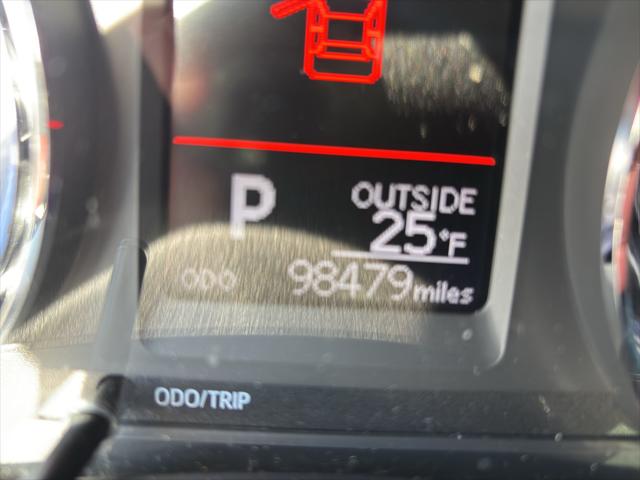 P OUTSIDE
25°F
ODO 98479 miles
ODO/TRIP